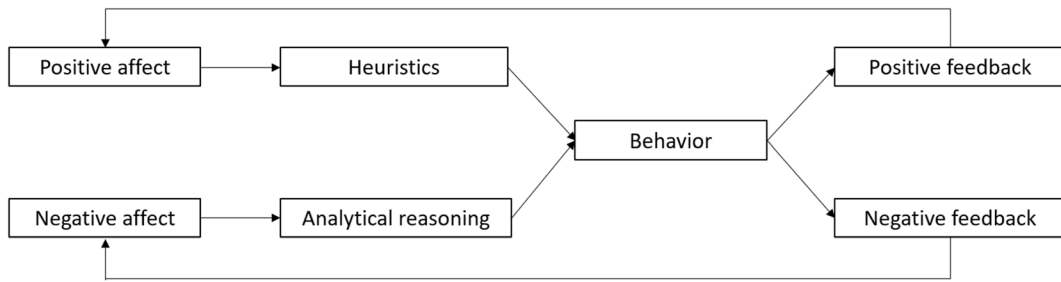 Positive affect
Heuristics
Positive feedback
Behavior
Negative affect
Analytical reasoning
Negative feedback